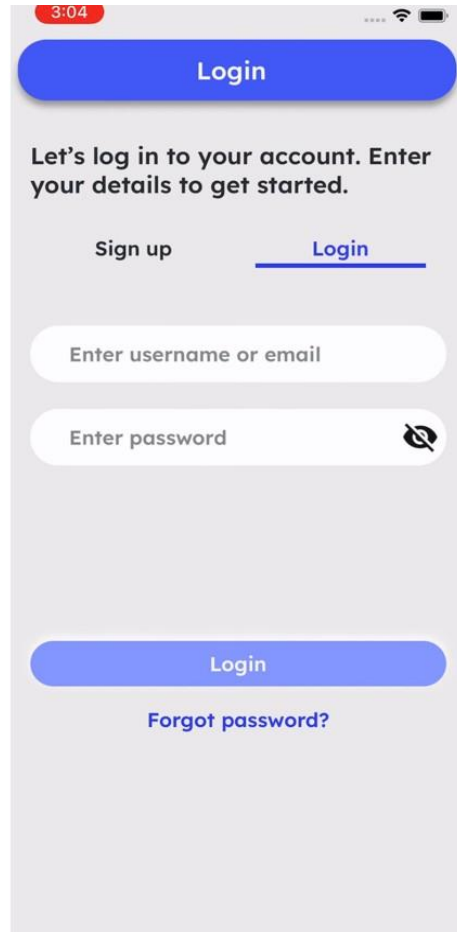 3:04
Login
Let’s log in to your account. Enter
your details to get started.
Sign up
Login
Enter username or email
Enter password
Login
Forgot password?